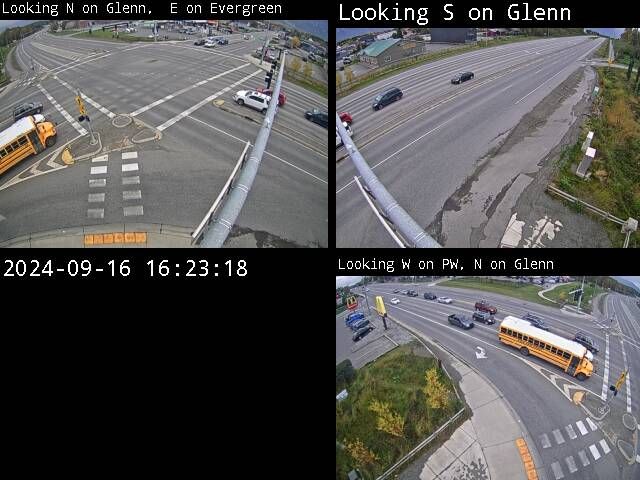 Looking N on Glenn, E on Evergreen
Looking S on Glenn
2024-09-16 16:23:18
Looking W on PW, N on Glenn